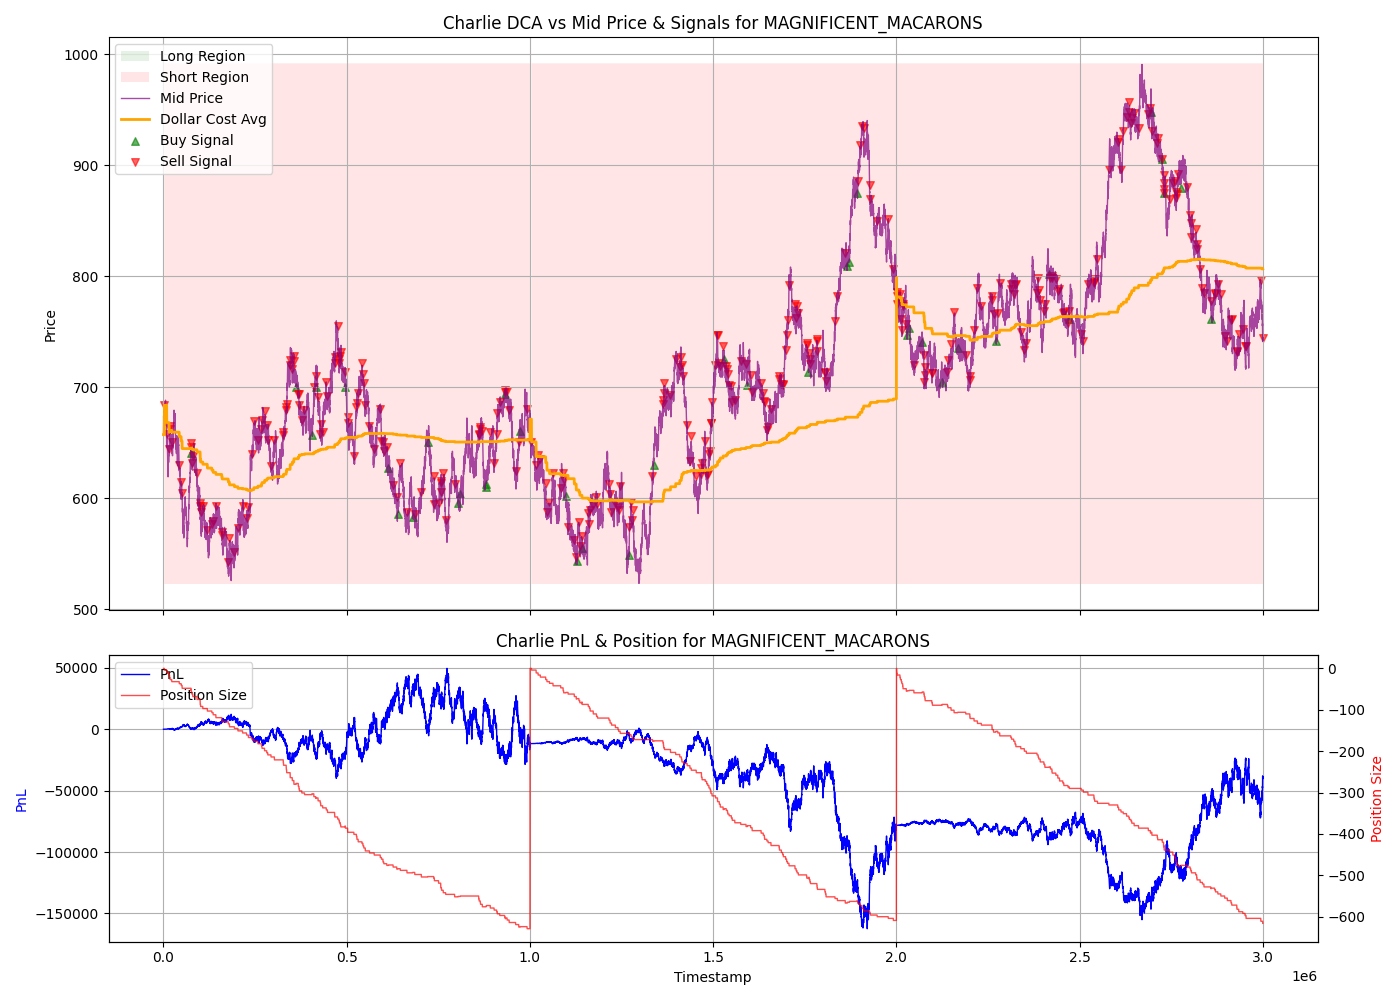 Charlie DCA vs Mid Price & Signals for MAGNIFICENT_MACARONS
Long Region
Short Region
Mid Price
Dollar Cost Avg
Buy Signal
Sell Signal
1000
900
800
700
600
500
Price
Charlie PnL & Position for MAGNIFICENT_MACARONS
PnL
Position Size
50000
0
−50000
−100000
−150000
PnL
0
−100
−200
−300
−400
−500
−600
Position Size
0.0 0.5 1.0 1.5 2.0 2.5 3.0
1e6
Timestamp